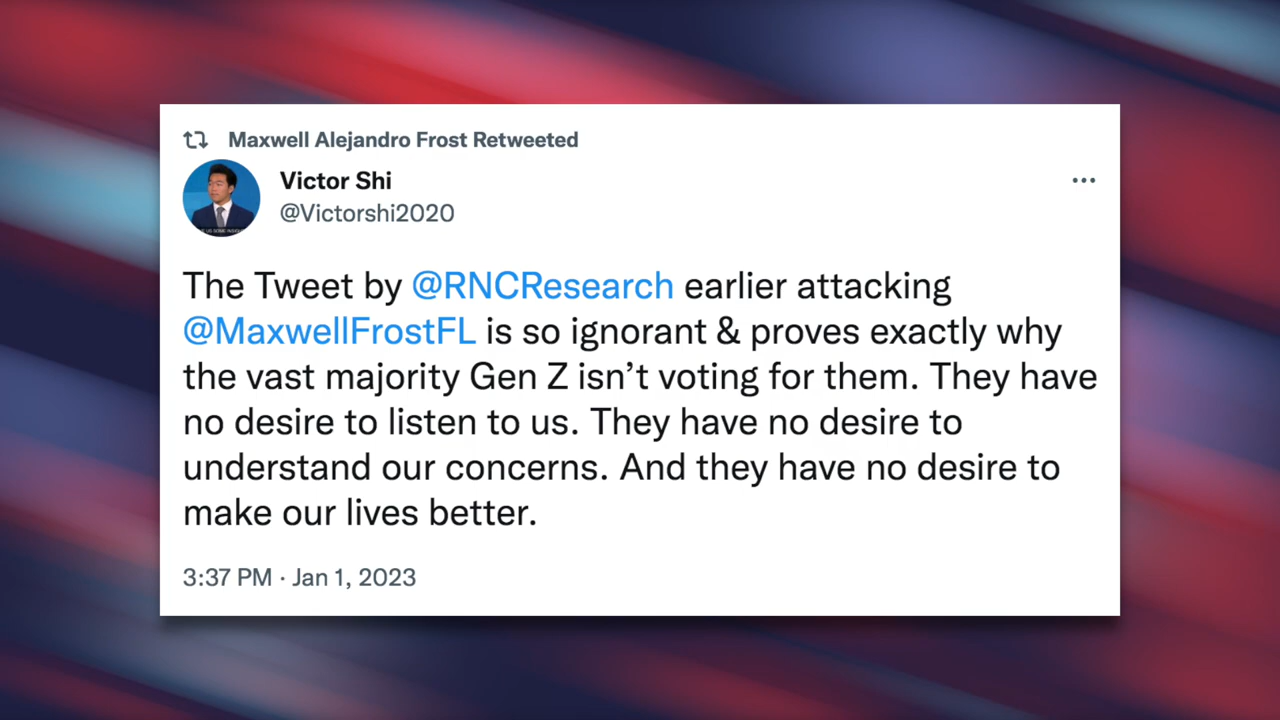 Maxwell Alejandro Frost Retweeted
Victor Shi
@Victorshi2020
The Tweet by @RNCResearch earlier attacking
@MaxwellFrostFL is so ignorant & proves exactly why
the vast majority Gen Z isn’t voting for them. They have
no desire to listen to us. They have no desire to
understand our concerns. And they have no desire to
make our lives better.
3:37 PM · Jan 1, 2023